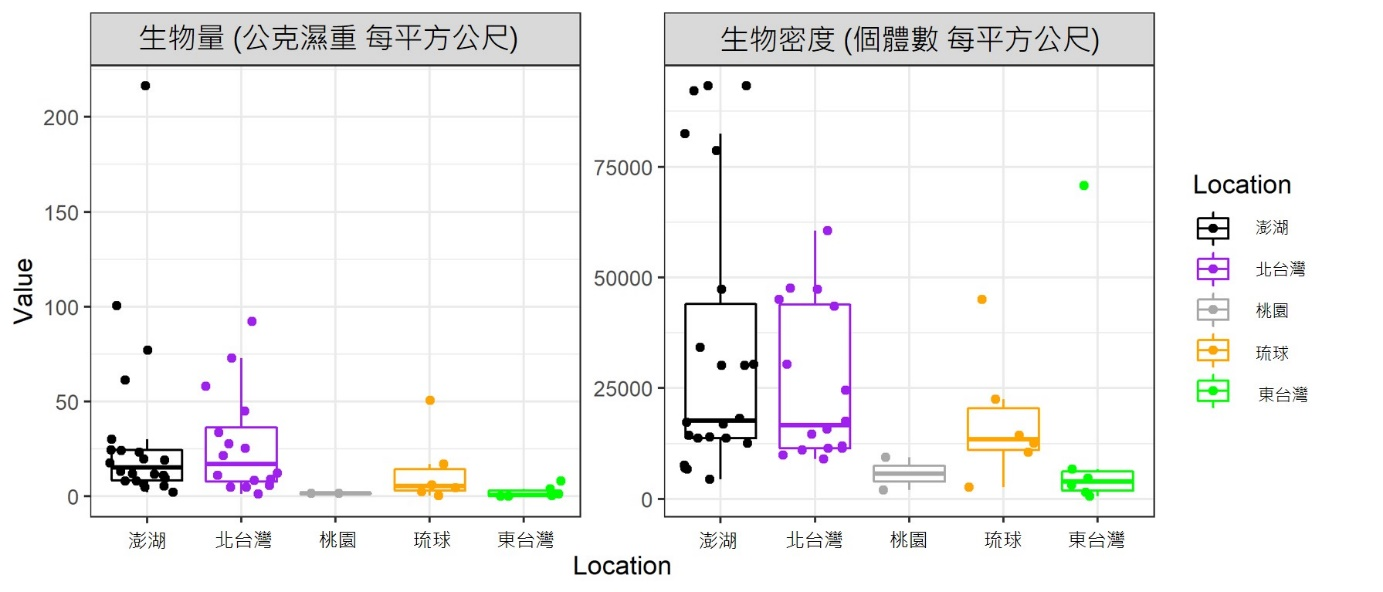 生物量 (公克濕重 每平方公尺)
生物密度 (個體數 每平方公尺)
Value
200
150
100
50
0
75000
50000
25000
0
澎湖
北台灣
桃園
琉球
東台灣
澎湖
北台灣
桃園
琉球
東台灣
Location
Location
澎湖
北台灣
桃園
琉球
東台灣